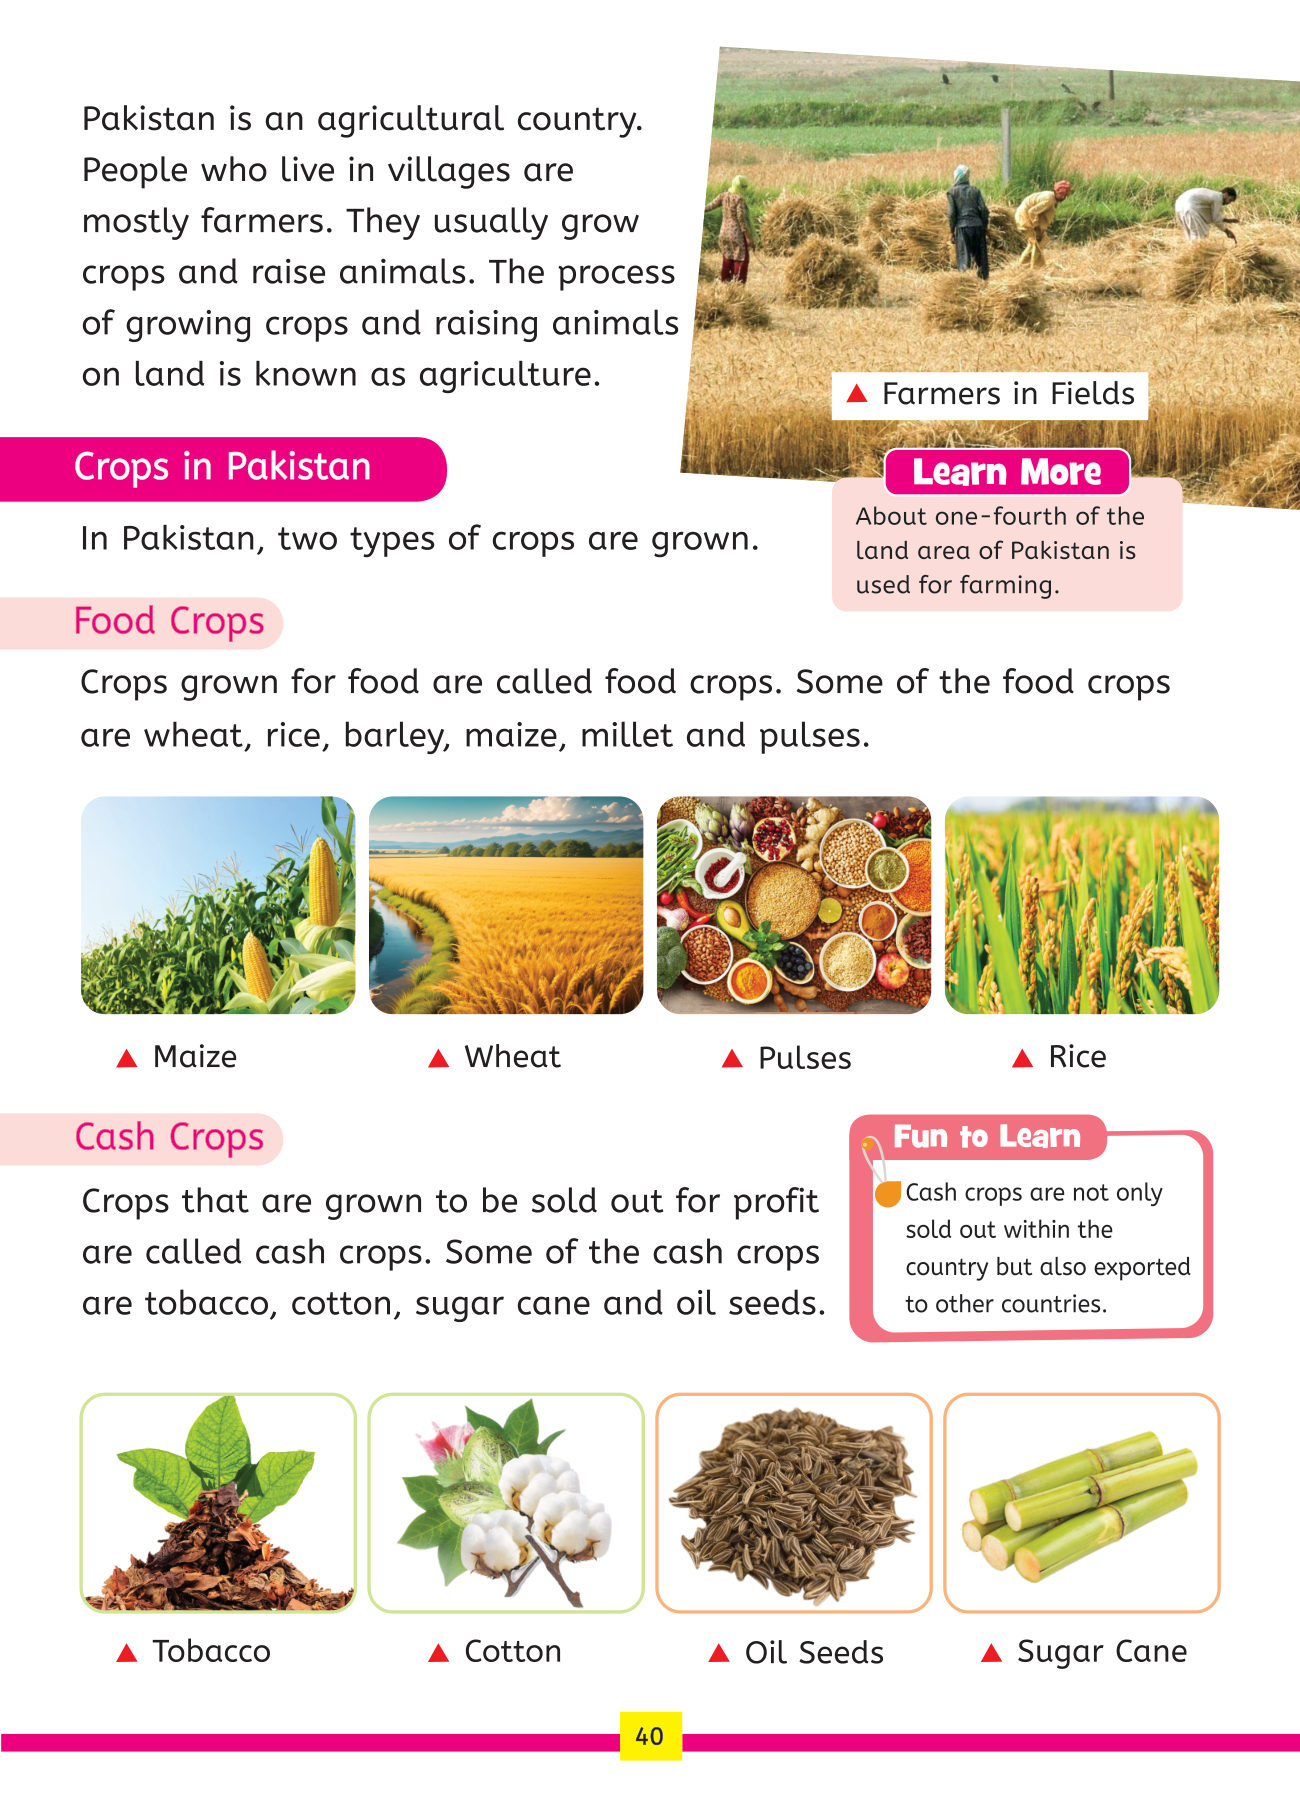 Pakistan is an agricultural country.
People who live in villages are
mostly farmers. They usually grow
crops and raise animals. The process
of growing crops and raising animals
on land is known as agriculture.
Farmers in Fields
Crops in Pakistan
In Pakistan, two types of crops are grown.
Learn More
About one-fourth of the
land area of Pakistan is
used for farming.
Food Crops
Crops grown for food are called food crops. Some of the food crops
are wheat, rice, barley, maize, millet and pulses.
Maize
Wheat
Pulses
Rice
Cash Crops
Crops that are grown to be sold out for profit
are called cash crops. Some of the cash crops
are tobacco, cotton, sugar cane and oil seeds.
Fun to Learn
Cash crops are not only
sold out within the
country but also exported
to other countries.
Tobacco
Cotton
Oil Seeds
Sugar Cane
40